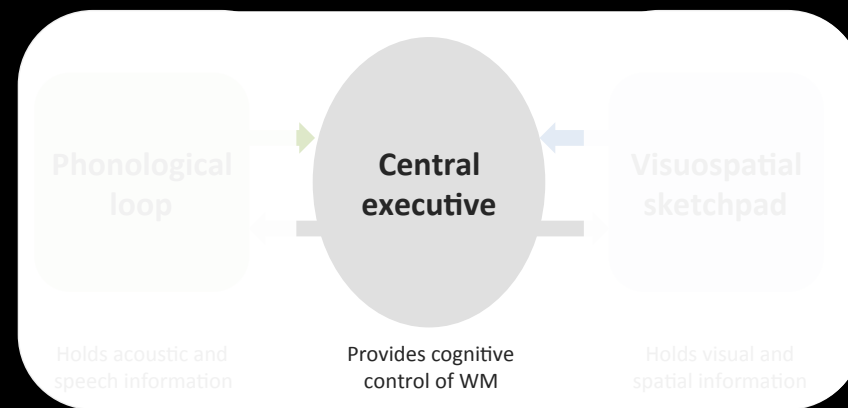 Phonological
loop
Central
executive
Visuospatial
sketchpad
Holds acoustic and
speech information
Provides cognitive
control of WM
Holds visual and
spatial information